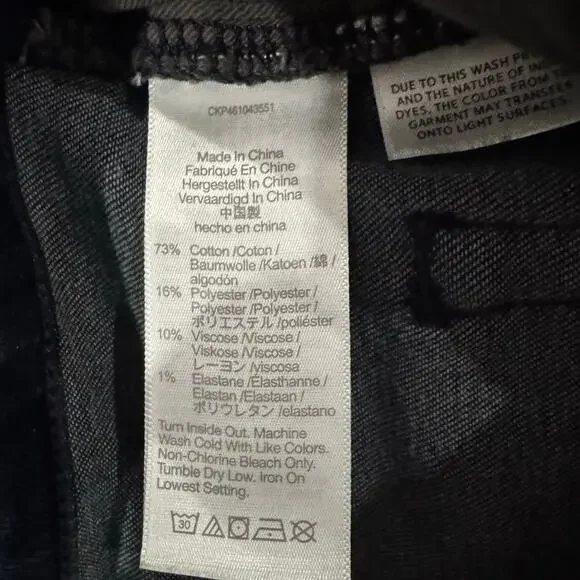 CKP461043551
Made In China
Fabriqué En Chine
Hergestellt In China
Vervaardigd In China
中国製
hecho en china
73% Cotton /Coton /
Baumwolle /Katoen /綿 /
algodón
16% Polyester /Polyester /
Polyester /Polyester /
ポリエステル /poliéster
10% Viscose /Viscose /
Viskose /Viscose /
レーヨン /viscosa
1% Elastane /Élasthanne /
Elastan /Elastaan /
ポリウレタン /elastano
Turn Inside Out. Machine
Wash Cold With Like Colors.
Non-Chlorine Bleach Only.
Tumble Dry Low. Iron On
Lowest Setting.
30
DUE TO THIS WASH
AND THE NATURE OF
DYES, THE COLOR FROM
GARMENT MAY TRANSFER
ONTO LIGHT SURFACES